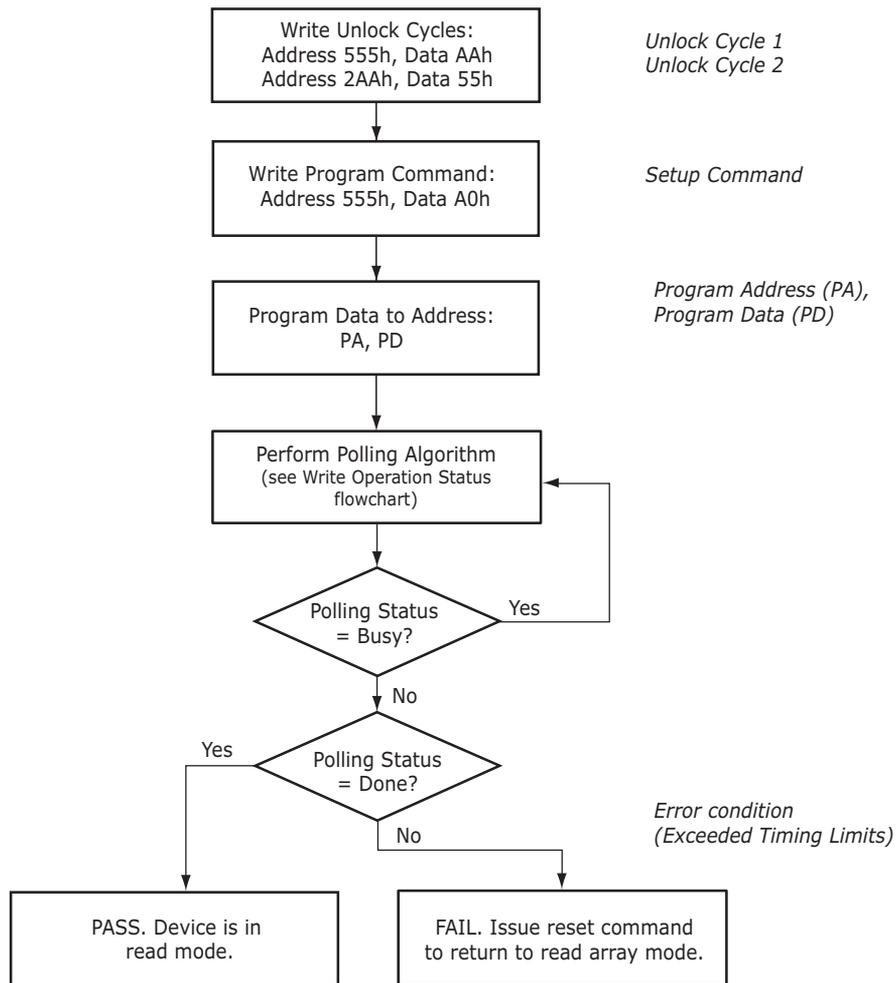 Write Unlock Cycles:
Address 555h, Data AAh
Address 2AAh, Data 55h
Unlock Cycle 1
Unlock Cycle 2
Write Program Command:
Address 555h, Data A0h
Setup Command
Program Data to Address:
PA, PD
Program Address (PA),
Program Data (PD)
Perform Polling Algorithm
(see Write Operation Status
flowchart)
Polling Status
= Busy?
Yes
No
Polling Status
= Done?
Yes
No
Error condition
(Exceeded Timing Limits)
PASS. Device is in
read mode.
FAIL. Issue reset command
to return to read array mode.